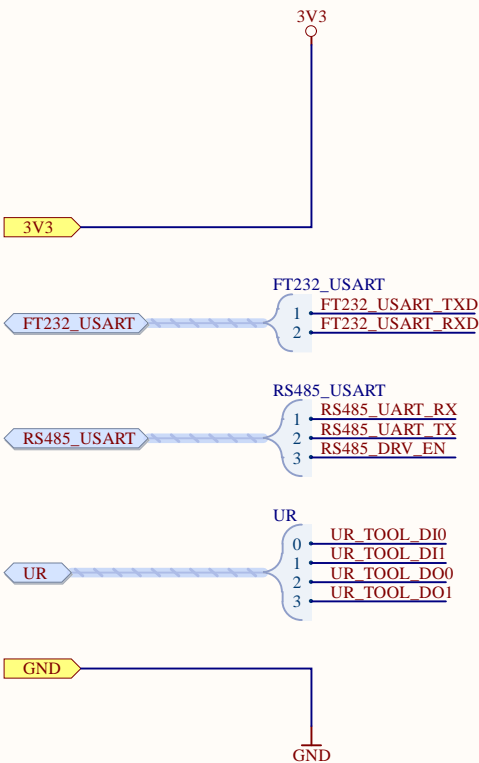 3V3
3V3
FT232_USART
FT232_USART
1 FT232_USART_TXD
2 FT232_USART_RXD
RS485_USART
RS485_USART
1 RS485_UART_RX
2 RS485_UART_TX
3 RS485_DRV_EN
UR
UR
0 UR_TOOL_DI0
1 UR_TOOL_DI1
2 UR_TOOL_DO0
3 UR_TOOL_DO1
GND
GND